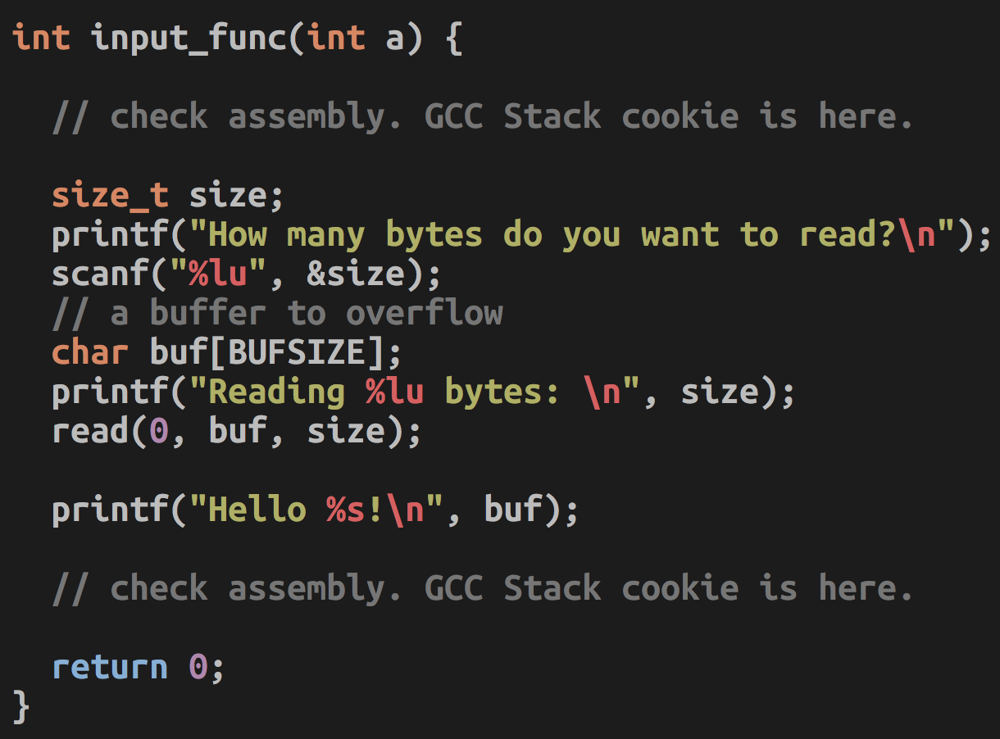 int input_func(int a) {
// check assembly. GCC Stack cookie is here.
size_t size;
printf("How many bytes do you want to read?\n");
scanf("%lu", &size);
// a buffer to overflow
char buf[BUFSIZE];
printf("Reading %lu bytes: \n", size);
read(0, buf, size);
printf("Hello %s!\n", buf);
// check assembly. GCC Stack cookie is here.
return 0;
}